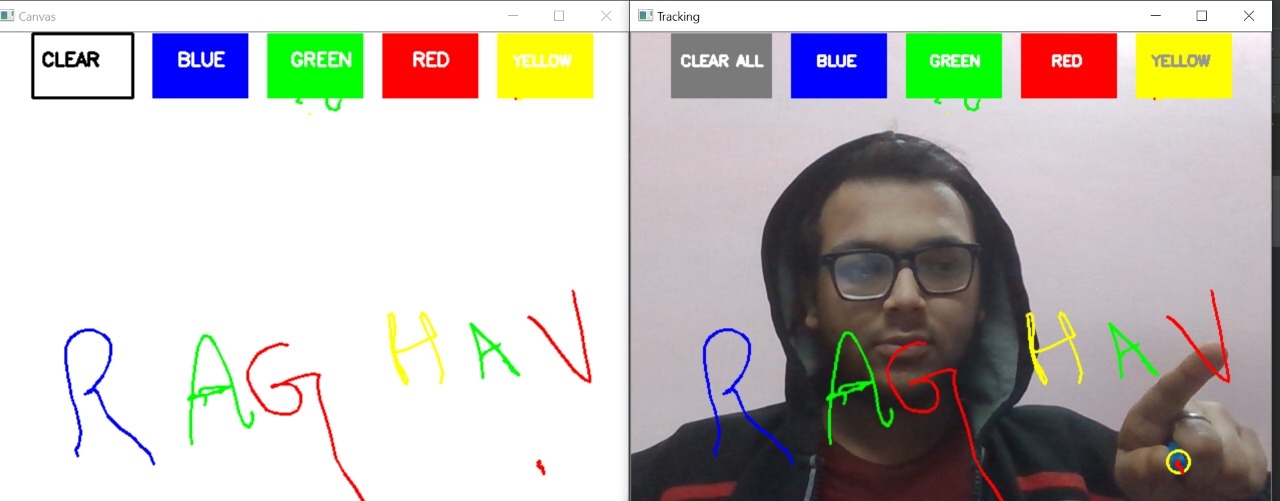 Canvas Tracking
CLEAR BLUE GREEN RED YELLOW CLEAR ALL BLUE GREEN RED YELLOW
RAGHAV RAGHAV